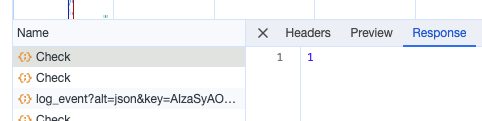 Name
Headers Preview Response
Check
1 1
Check
log_event?alt=json&key=AIzaSyAO...
Check